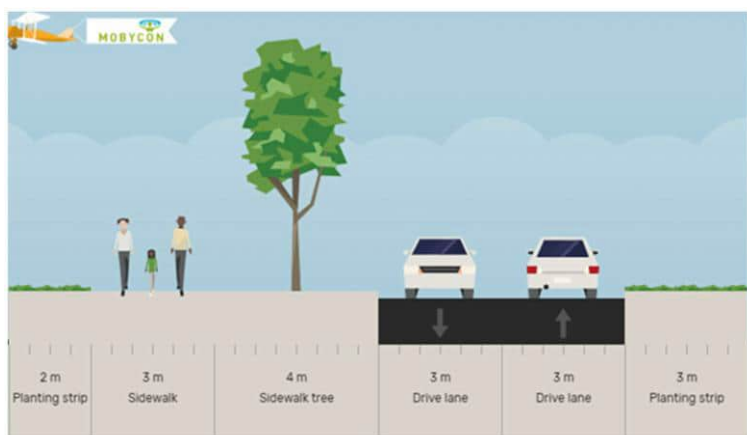 MOBYCON
2 m
Planting strip
3 m
Sidewalk
4 m
Sidewalk tree
3 m
Drive lane
3 m
Drive lane
3 m
Planting strip